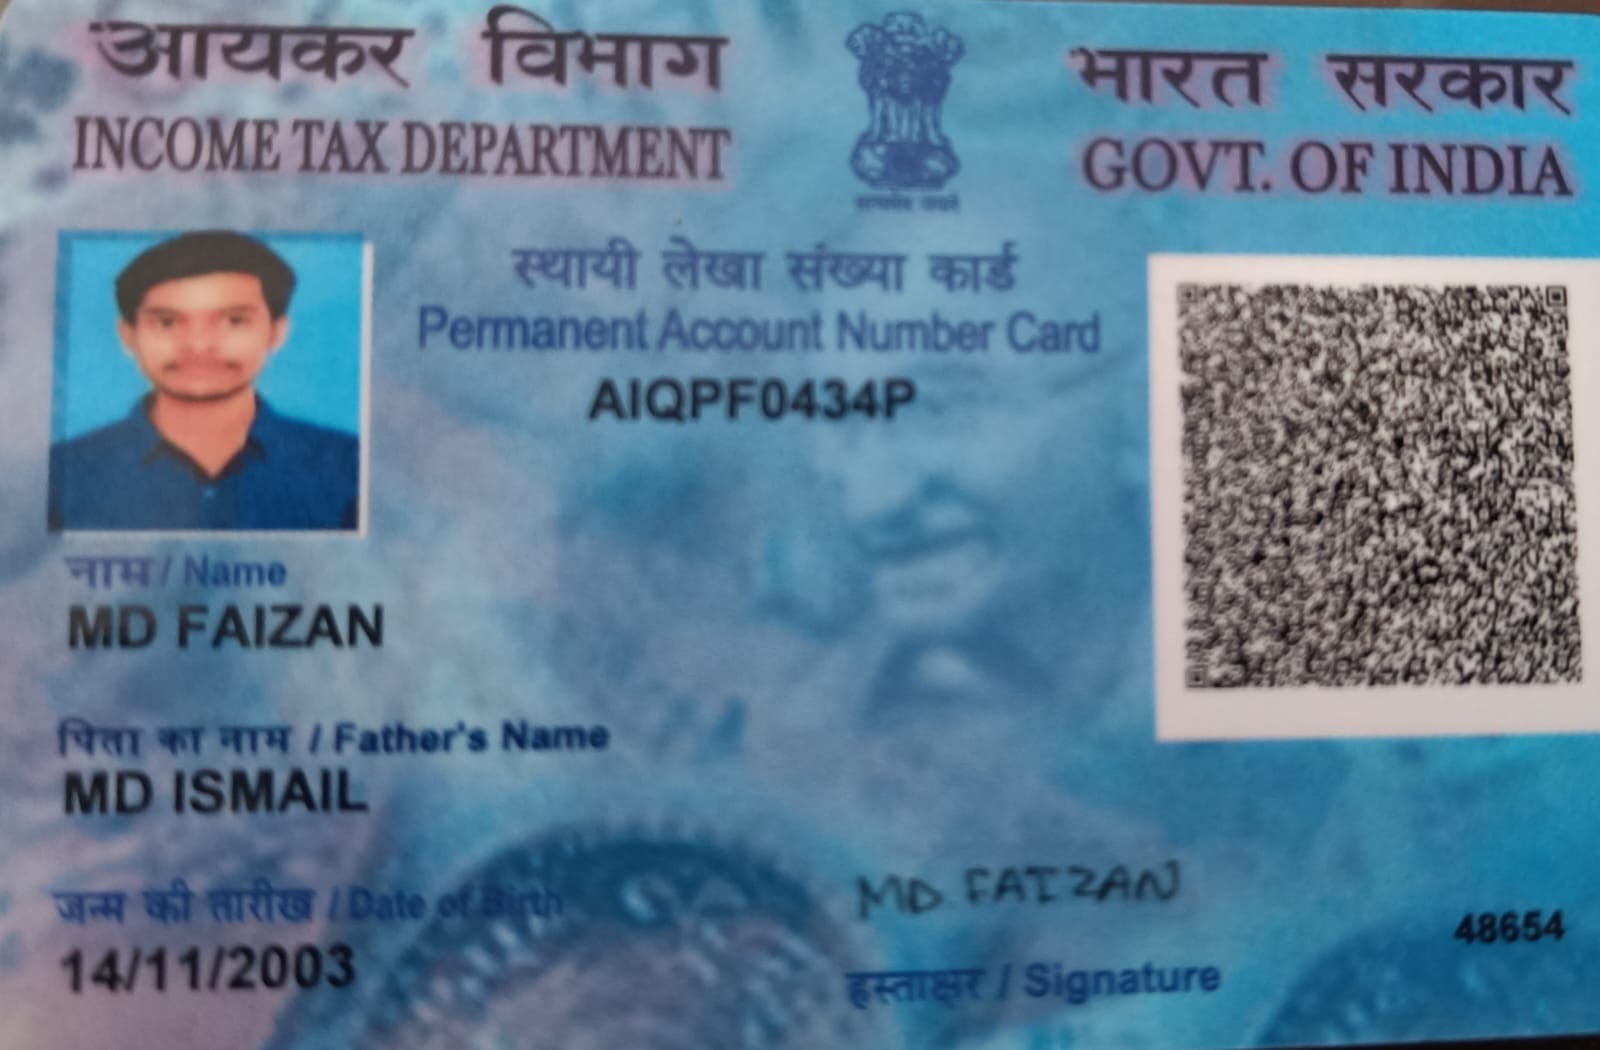 आयकर विभाग
INCOME TAX DEPARTMENT
भारत सरकार
GOVT. OF INDIA
सत्यमेव जयते
स्थायी लेखा संख्या कार्ड
Permanent Account Number Card
AIQPF0434P
नाम / Name
MD FAIZAN
पिता का नाम / Father's Name
MD ISMAIL
जन्म की तारीख / Date of Birth
14/11/2003
MD FAIZAN
हस्ताक्षर / Signature
48654